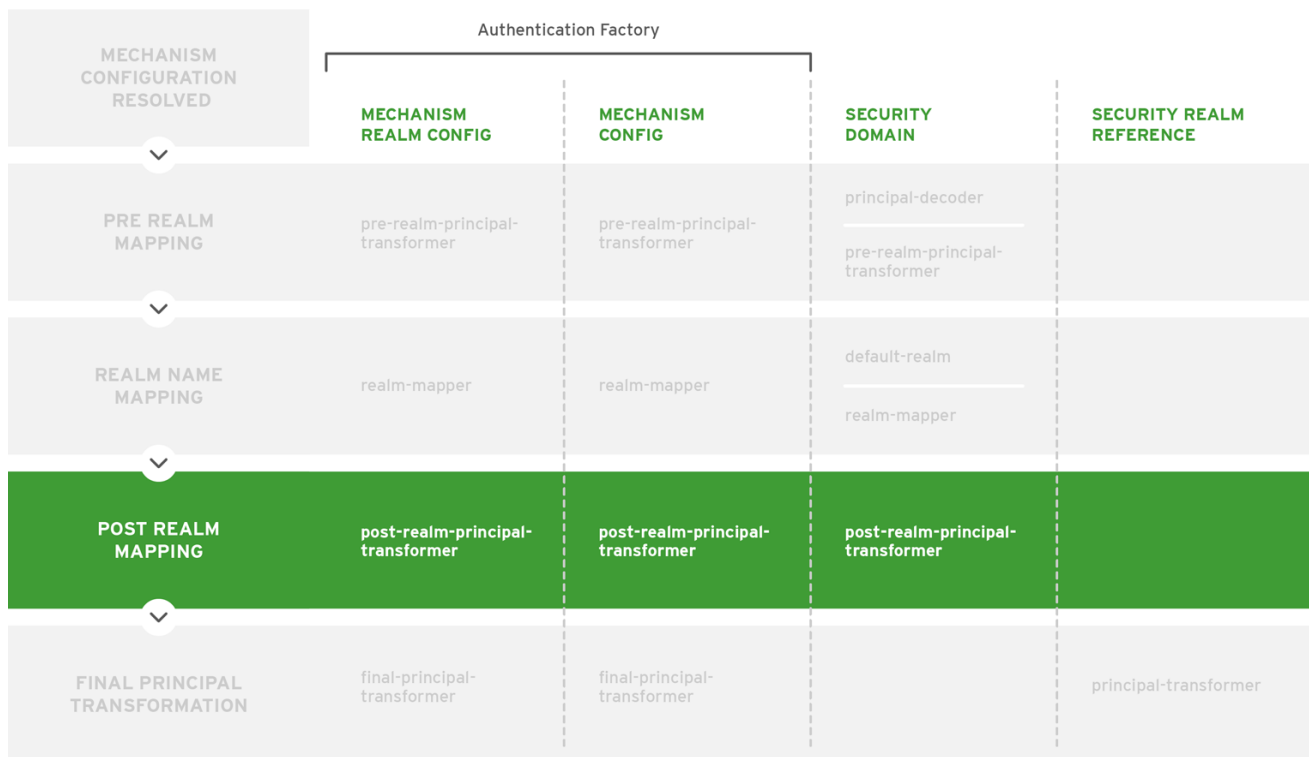 Authentication Factory
MECHANISM
CONFIGURATION
RESOLVED
MECHANISM
REALM CONFIG
MECHANISM
CONFIG
SECURITY
DOMAIN
SECURITY REALM
REFERENCE
PRE REALM
MAPPING
pre-realm-principal-
transformer
pre-realm-principal-
transformer
principal-decoder
pre-realm-principal-
transformer
REALM NAME
MAPPING
realm-mapper
realm-mapper
default-realm
realm-mapper
POST REALM
MAPPING
post-realm-principal-
transformer
post-realm-principal-
transformer
post-realm-principal-
transformer
FINAL PRINCIPAL
TRANSFORMATION
final-principal-
transformer
final-principal-
transformer
principal-transformer